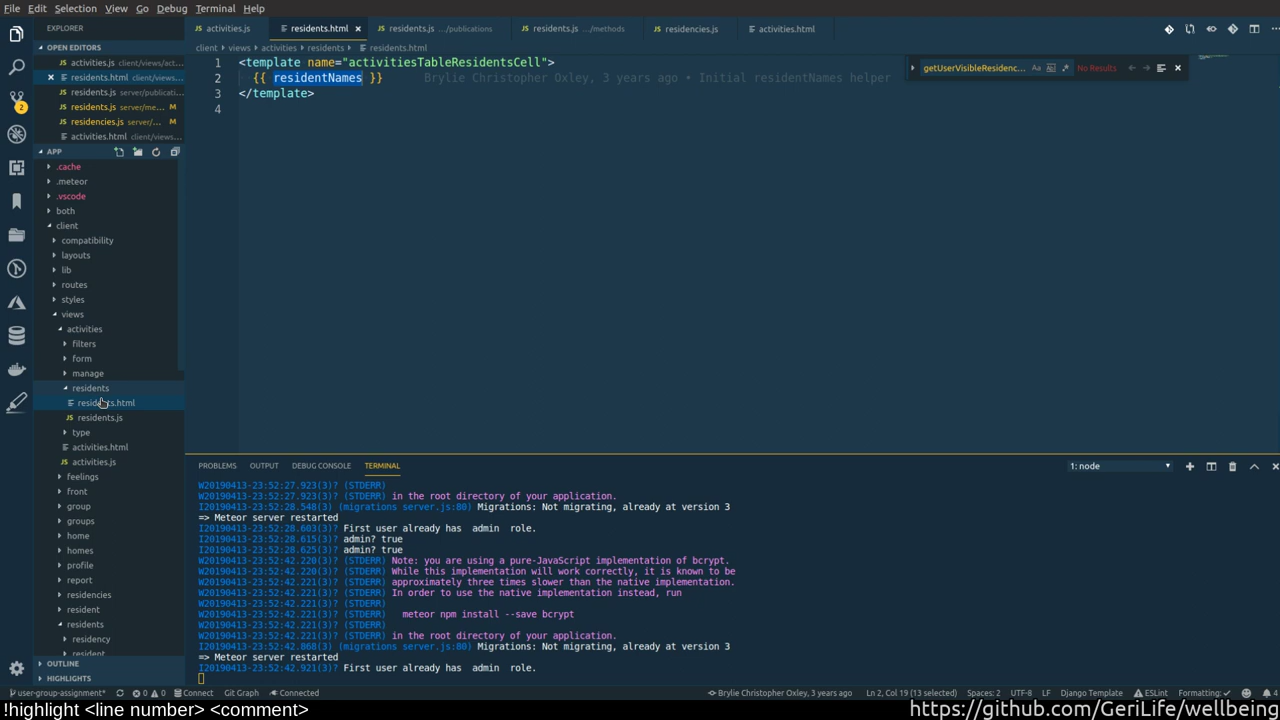 File Edit Selection View Go Debug Terminal Help
EXPLORER
OPEN EDITORS
JS activities.js client/views/act...
residents.html client/views...
JS residents.js server/publicati...
JS residents.js server/me... M
JS residencies.js server/... M
activities.html client/views...
APP
.cache
.meteor
.vscode
both
client
compatibility
layouts
lib
routes
styles
views
activities
filters
form
manage
residents
residents.html
JS residents.js
type
activities.html
JS activities.js
feelings
front
group
groups
home
homes
profile
report
residencies
resident
residents
residency
resident
OUTLINE
HIGHLIGHTS
2
JS activities.js
residents.html
JS residents.js .../publications
JS residents.js .../methods
JS residencies.js
activities.html
client › views › activities › residents › residents.html
getUserVisibleResidenc... Aa No Results
1 <template name="activitiesTableResidentsCell">
2 {{ residentNames }} Brylie Christopher Oxley, 3 years ago • Initial residentNames helper
3 </template>
4
PROBLEMS OUTPUT DEBUG CONSOLE TERMINAL 1: node
W20190413-23:52:27.923(3)? (STDERR)
W20190413-23:52:27.923(3)? (STDERR) in the root directory of your application.
I20190413-23:52:28.548(3) (migrations server.js:80) Migrations: Not migrating, already at version 3
=> Meteor server restarted
I20190413-23:52:28.603(3)? First user already has admin role.
I20190413-23:52:28.615(3)? admin? true
I20190413-23:52:28.625(3)? admin? true
W20190413-23:52:42.220(3)? (STDERR) Note: you are using a pure-JavaScript implementation of bcrypt.
W20190413-23:52:42.220(3)? (STDERR) While this implementation will work correctly, it is known to be
W20190413-23:52:42.221(3)? (STDERR) approximately three times slower than the native implementation.
W20190413-23:52:42.221(3)? (STDERR) In order to use the native implementation instead, run
W20190413-23:52:42.221(3)? (STDERR)
W20190413-23:52:42.221(3)? (STDERR) meteor npm install --save bcrypt
W20190413-23:52:42.221(3)? (STDERR)
W20190413-23:52:42.221(3)? (STDERR)
W20190413-23:52:42.221(3)? (STDERR) in the root directory of your application.
I20190413-23:52:42.868(3) (migrations server.js:80) Migrations: Not migrating, already at version 3
=> Meteor server restarted
I20190413-23:52:42.921(3)? First user already has admin role.
user-group-assignment* 0 0 Connect Git Graph Connected Brylie Christopher Oxley, 3 years ago Ln 2, Col 19 (13 selected) Spaces: 2 UTF-8 LF Django Template ESLint Formatting: ✓ 4
!highlight <line number> <comment>
https://github.com/GeriLife/wellbeing